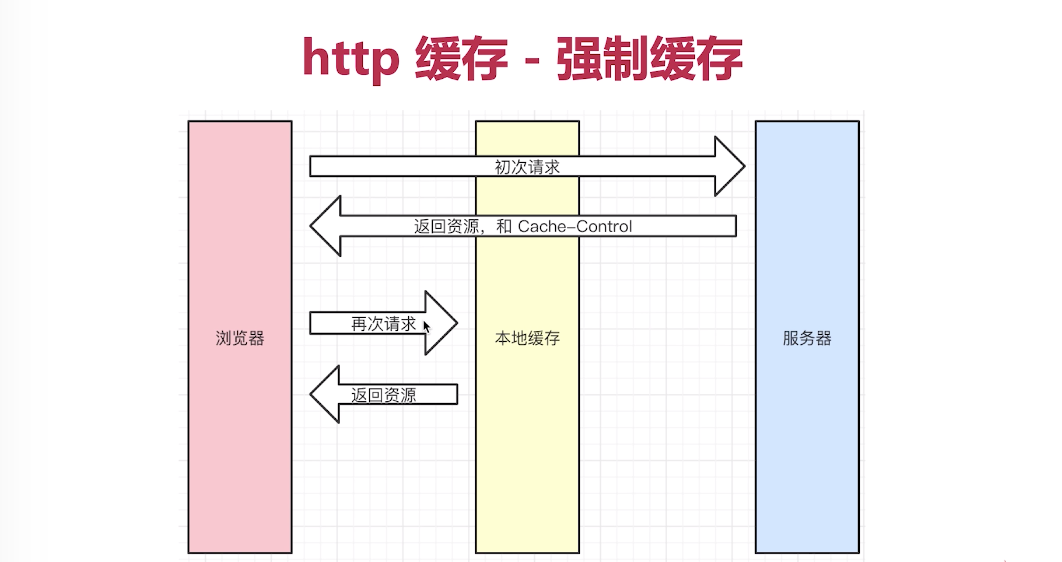 http 缓存 - 强制缓存
初次请求
返回资源，和 Cache-Control
再次请求
浏览器
本地缓存
服务器
返回资源